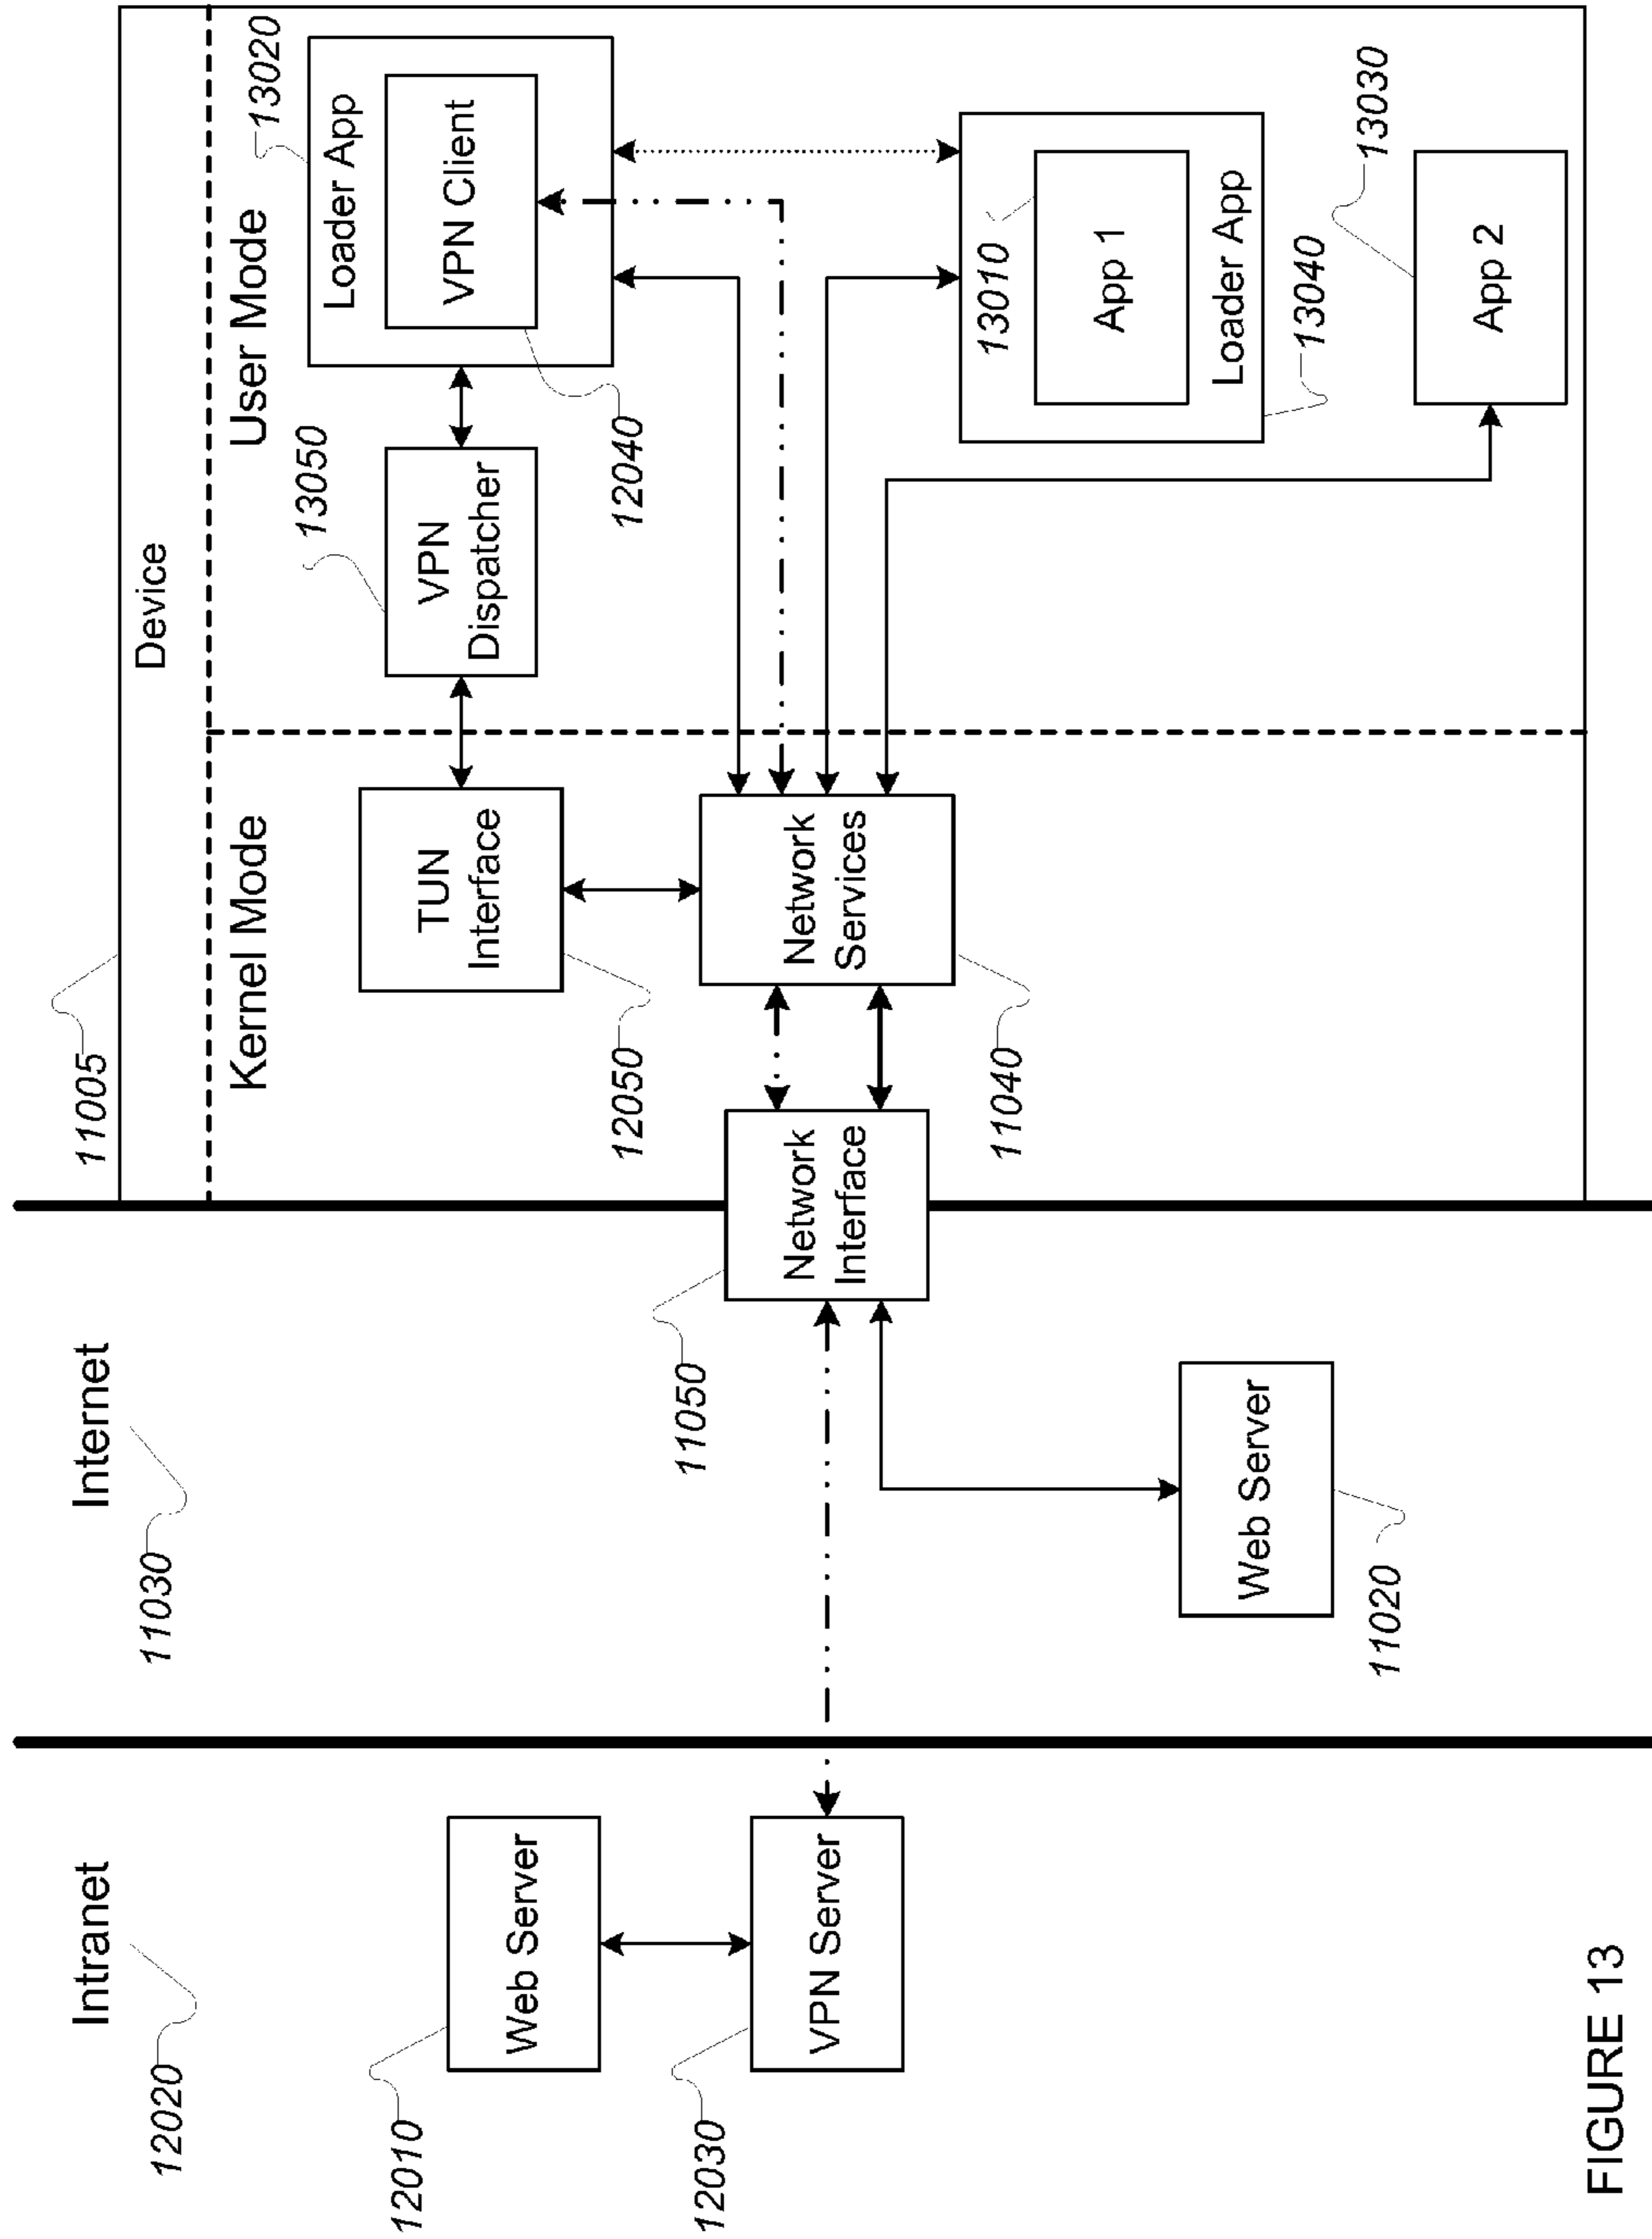 Intranet
12020
Internet
11030
11005
Device
Kernel Mode
User Mode
12010
Web Server
12030
VPN Server
11050
Network
Interface
Web Server
11020
TUN
Interface
12050
Network
Services
11040
13050
VPN
Dispatcher
13020
Loader App
VPN Client
12040
13010
App 1
Loader App
13040
13030
App 2
FIGURE 13